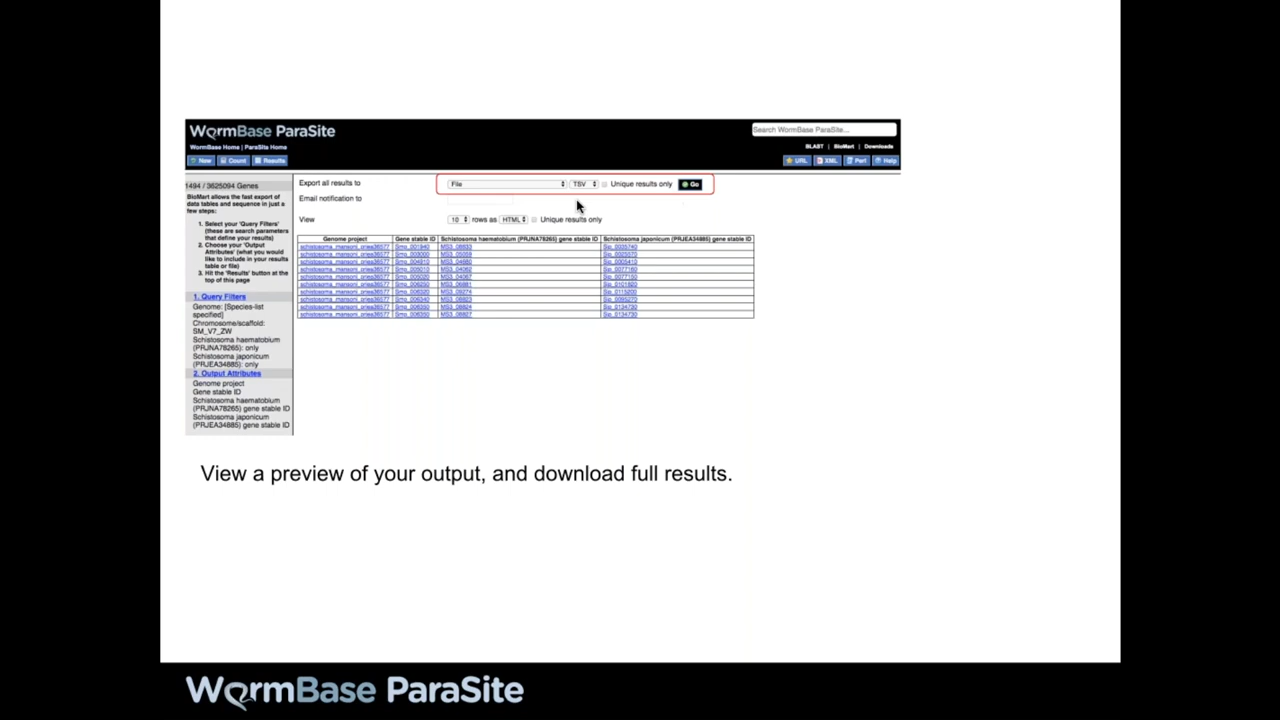 WormBase ParaSite
Search WormBase ParaSite...
WormBase Home | ParaSite Home
BLAST | BioMart | Downloads
New Count Results
URL XML Perl Help
1494 / 3625094 Genes
BioMart allows the fast export of
data tables and sequence in just a
few steps:
1. Select your 'Query Filters'
(these are search parameters
that define your results)
2. Choose your 'Output
Attributes' (what you would
like to include in your results
table or file)
3. Hit the 'Results' button at the
top of this page
1. Query Filters
Genome: [Species-list
specified]
Chromosome/scaffold:
SM_V7_ZW
Schistosoma haematobium
(PRJNA78265): only
Schistosoma japonicum
(PRJEA34885): only
2. Output Attributes
Genome project
Gene stable ID
Schistosoma haematobium
(PRJNA78265) gene stable ID
Schistosoma japonicum
(PRJEA34885) gene stable ID
Export all results to File TSV Unique results only Go
Email notification to
View 10 rows as HTML Unique results only
Genome project Gene stable ID Schistosoma haematobium (PRJNA78265) gene stable ID Schistosoma japonicum (PRJEA34885) gene stable ID
View a preview of your output, and download full results.
WormBase ParaSite